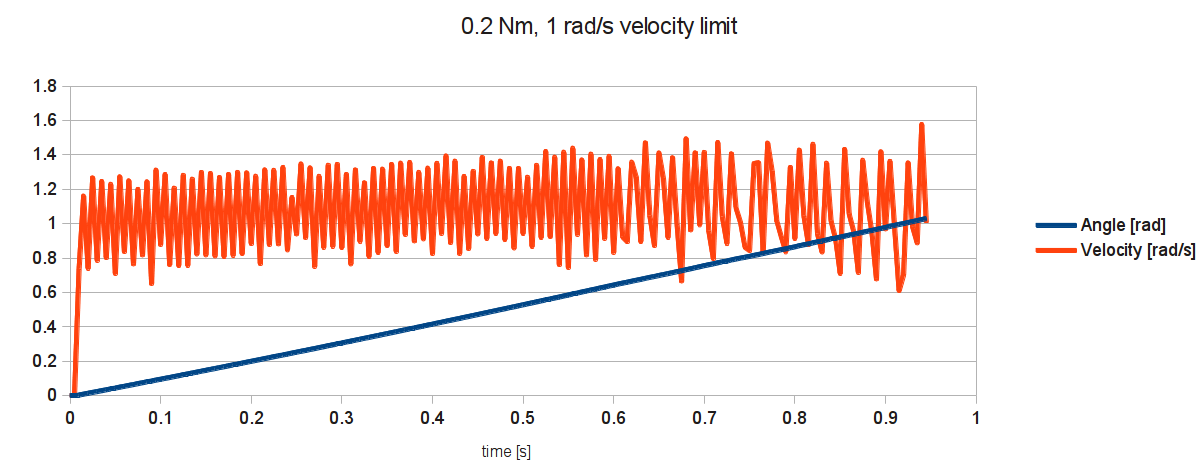 0.2 Nm, 1 rad/s velocity limit
1.8
1.6
1.4
1.2
1
0.8
0.6
0.4
0.2
0
0 0.1 0.2 0.3 0.4 0.5 0.6 0.7 0.8 0.9 1
time [s]
Angle [rad]
Velocity [rad/s]